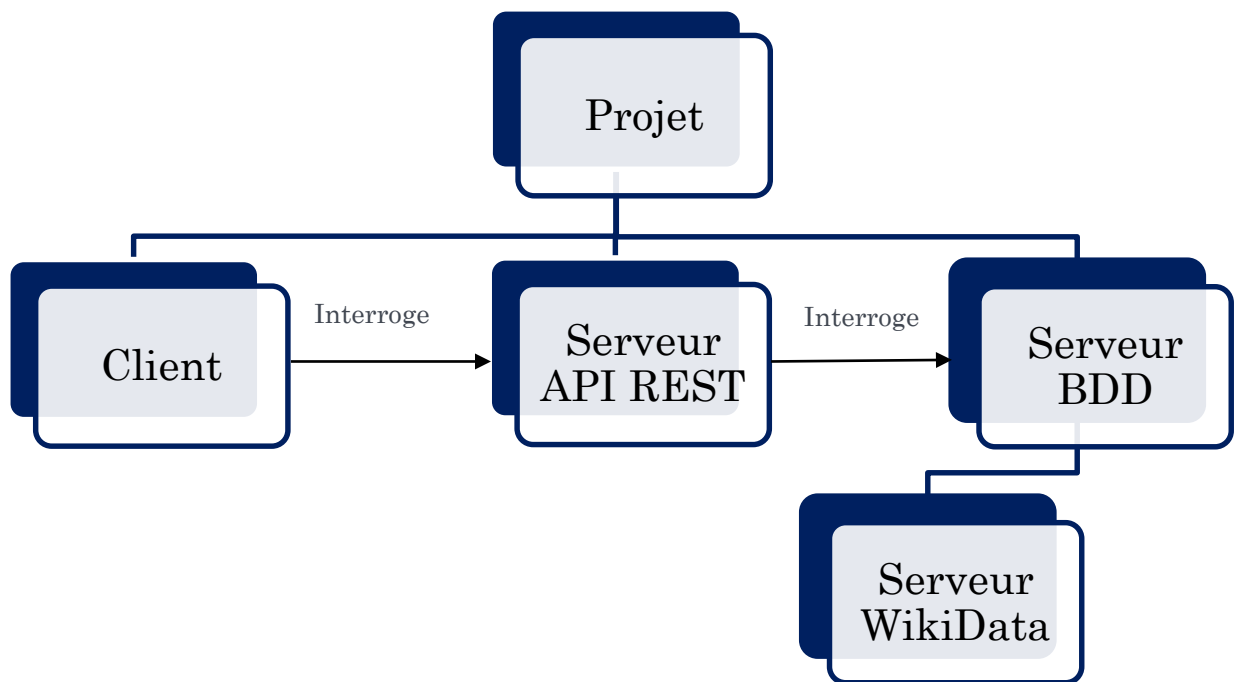 Projet
Interroge
Interroge
Client
Serveur
API REST
Serveur
BDD
Serveur
WikiData